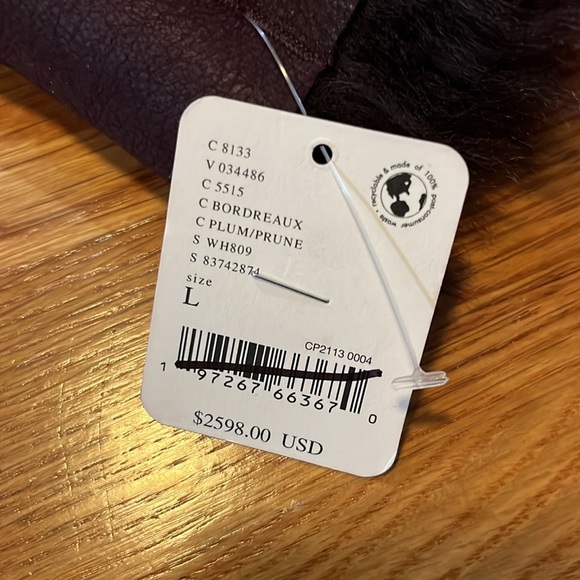 C 8133
V 034486
C 5515
C BORDREAUX
C PLUM/PRUNE
S WH809
S 83742874
size
L
recyclable & made of 100% post-consumer waste
CP2113 0004
1 97267 66367 0
$2598.00 USD